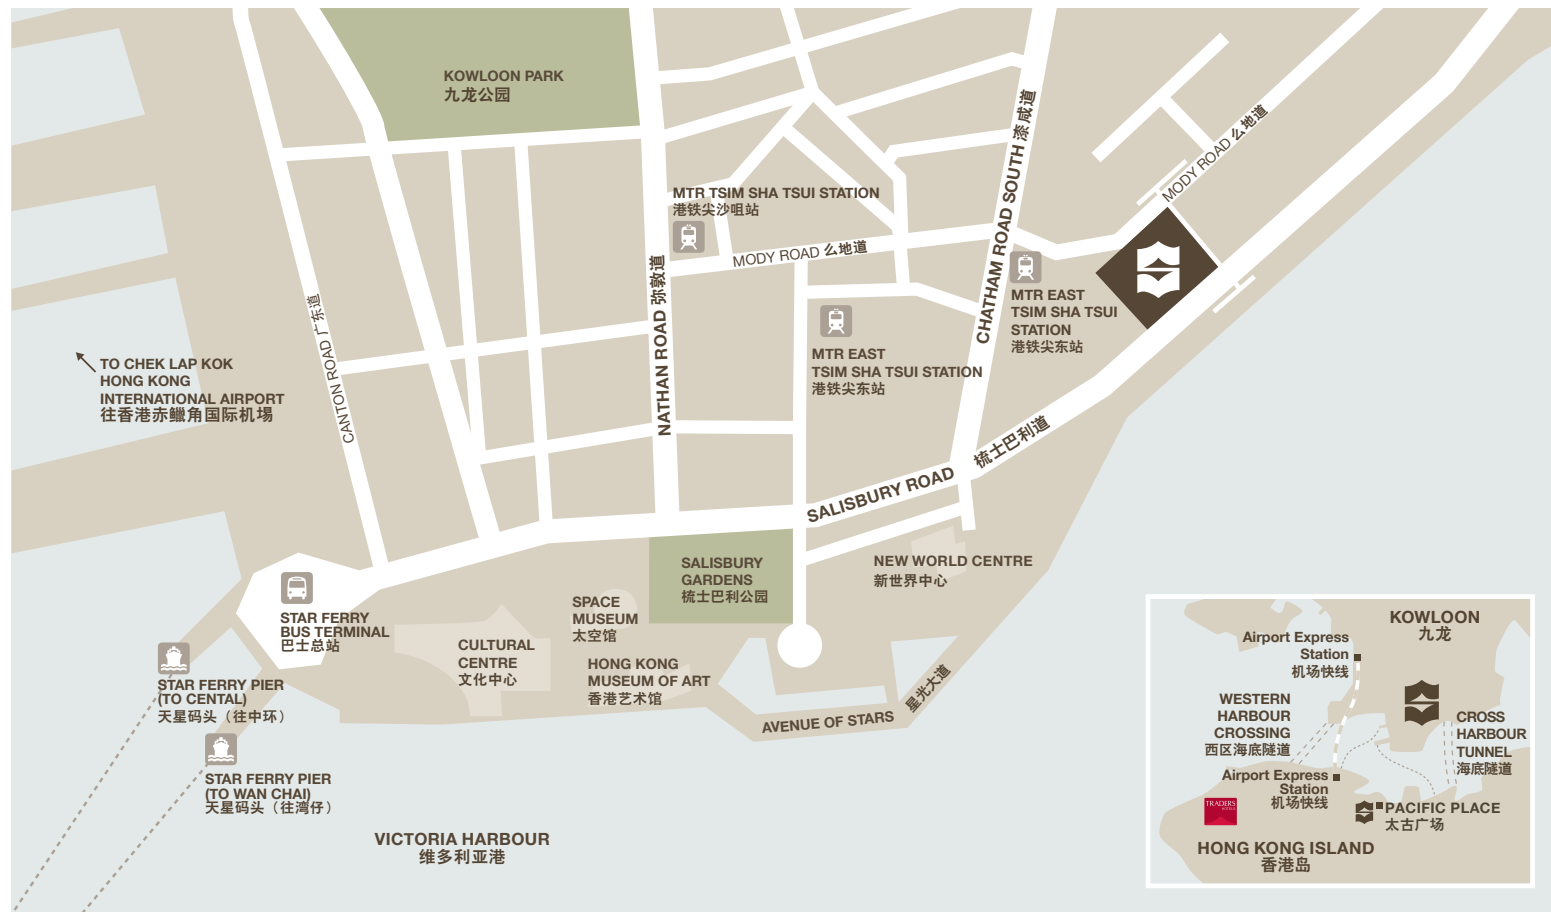 KOWLOON PARK
九龙公园
MTR TSIM SHA TSUI STATION
港铁尖沙咀站
MODY ROAD 么地道
MODY ROAD 么地道
CHATHAM ROAD SOUTH 漆咸道
NATHAN ROAD 弥敦道
CANTON ROAD 广东道
MTR EAST
TSIM SHA TSUI
STATION
港铁尖东站
MTR EAST
TSIM SHA TSUI STATION
港铁尖东站
TO CHEK LAP KOK
HONG KONG
INTERNATIONAL AIRPORT
往香港赤鱲角国际机場
SALISBURY ROAD 梳士巴利道
NEW WORLD CENTRE
新世界中心
SALISBURY
GARDENS
梳士巴利公园
SPACE
MUSEUM
太空馆
STAR FERRY
BUS TERMINAL
巴士总站
CULTURAL
CENTRE
文化中心
HONG KONG
MUSEUM OF ART
香港艺术馆
AVENUE OF STARS 星光大道
STAR FERRY PIER
(TO CENTAL)
天星码头（往中环）
STAR FERRY PIER
(TO WAN CHAI)
天星码头（往湾仔）
VICTORIA HARBOUR
维多利亚港
KOWLOON
九龙
Airport Express
Station
机场快线
WESTERN
HARBOUR
CROSSING
西区海底隧道
CROSS
HARBOUR
TUNNEL
海底隧道
Airport Express
Station
机场快线
TRADERS
HOTELS
PACIFIC PLACE
太古广场
HONG KONG ISLAND
香港岛